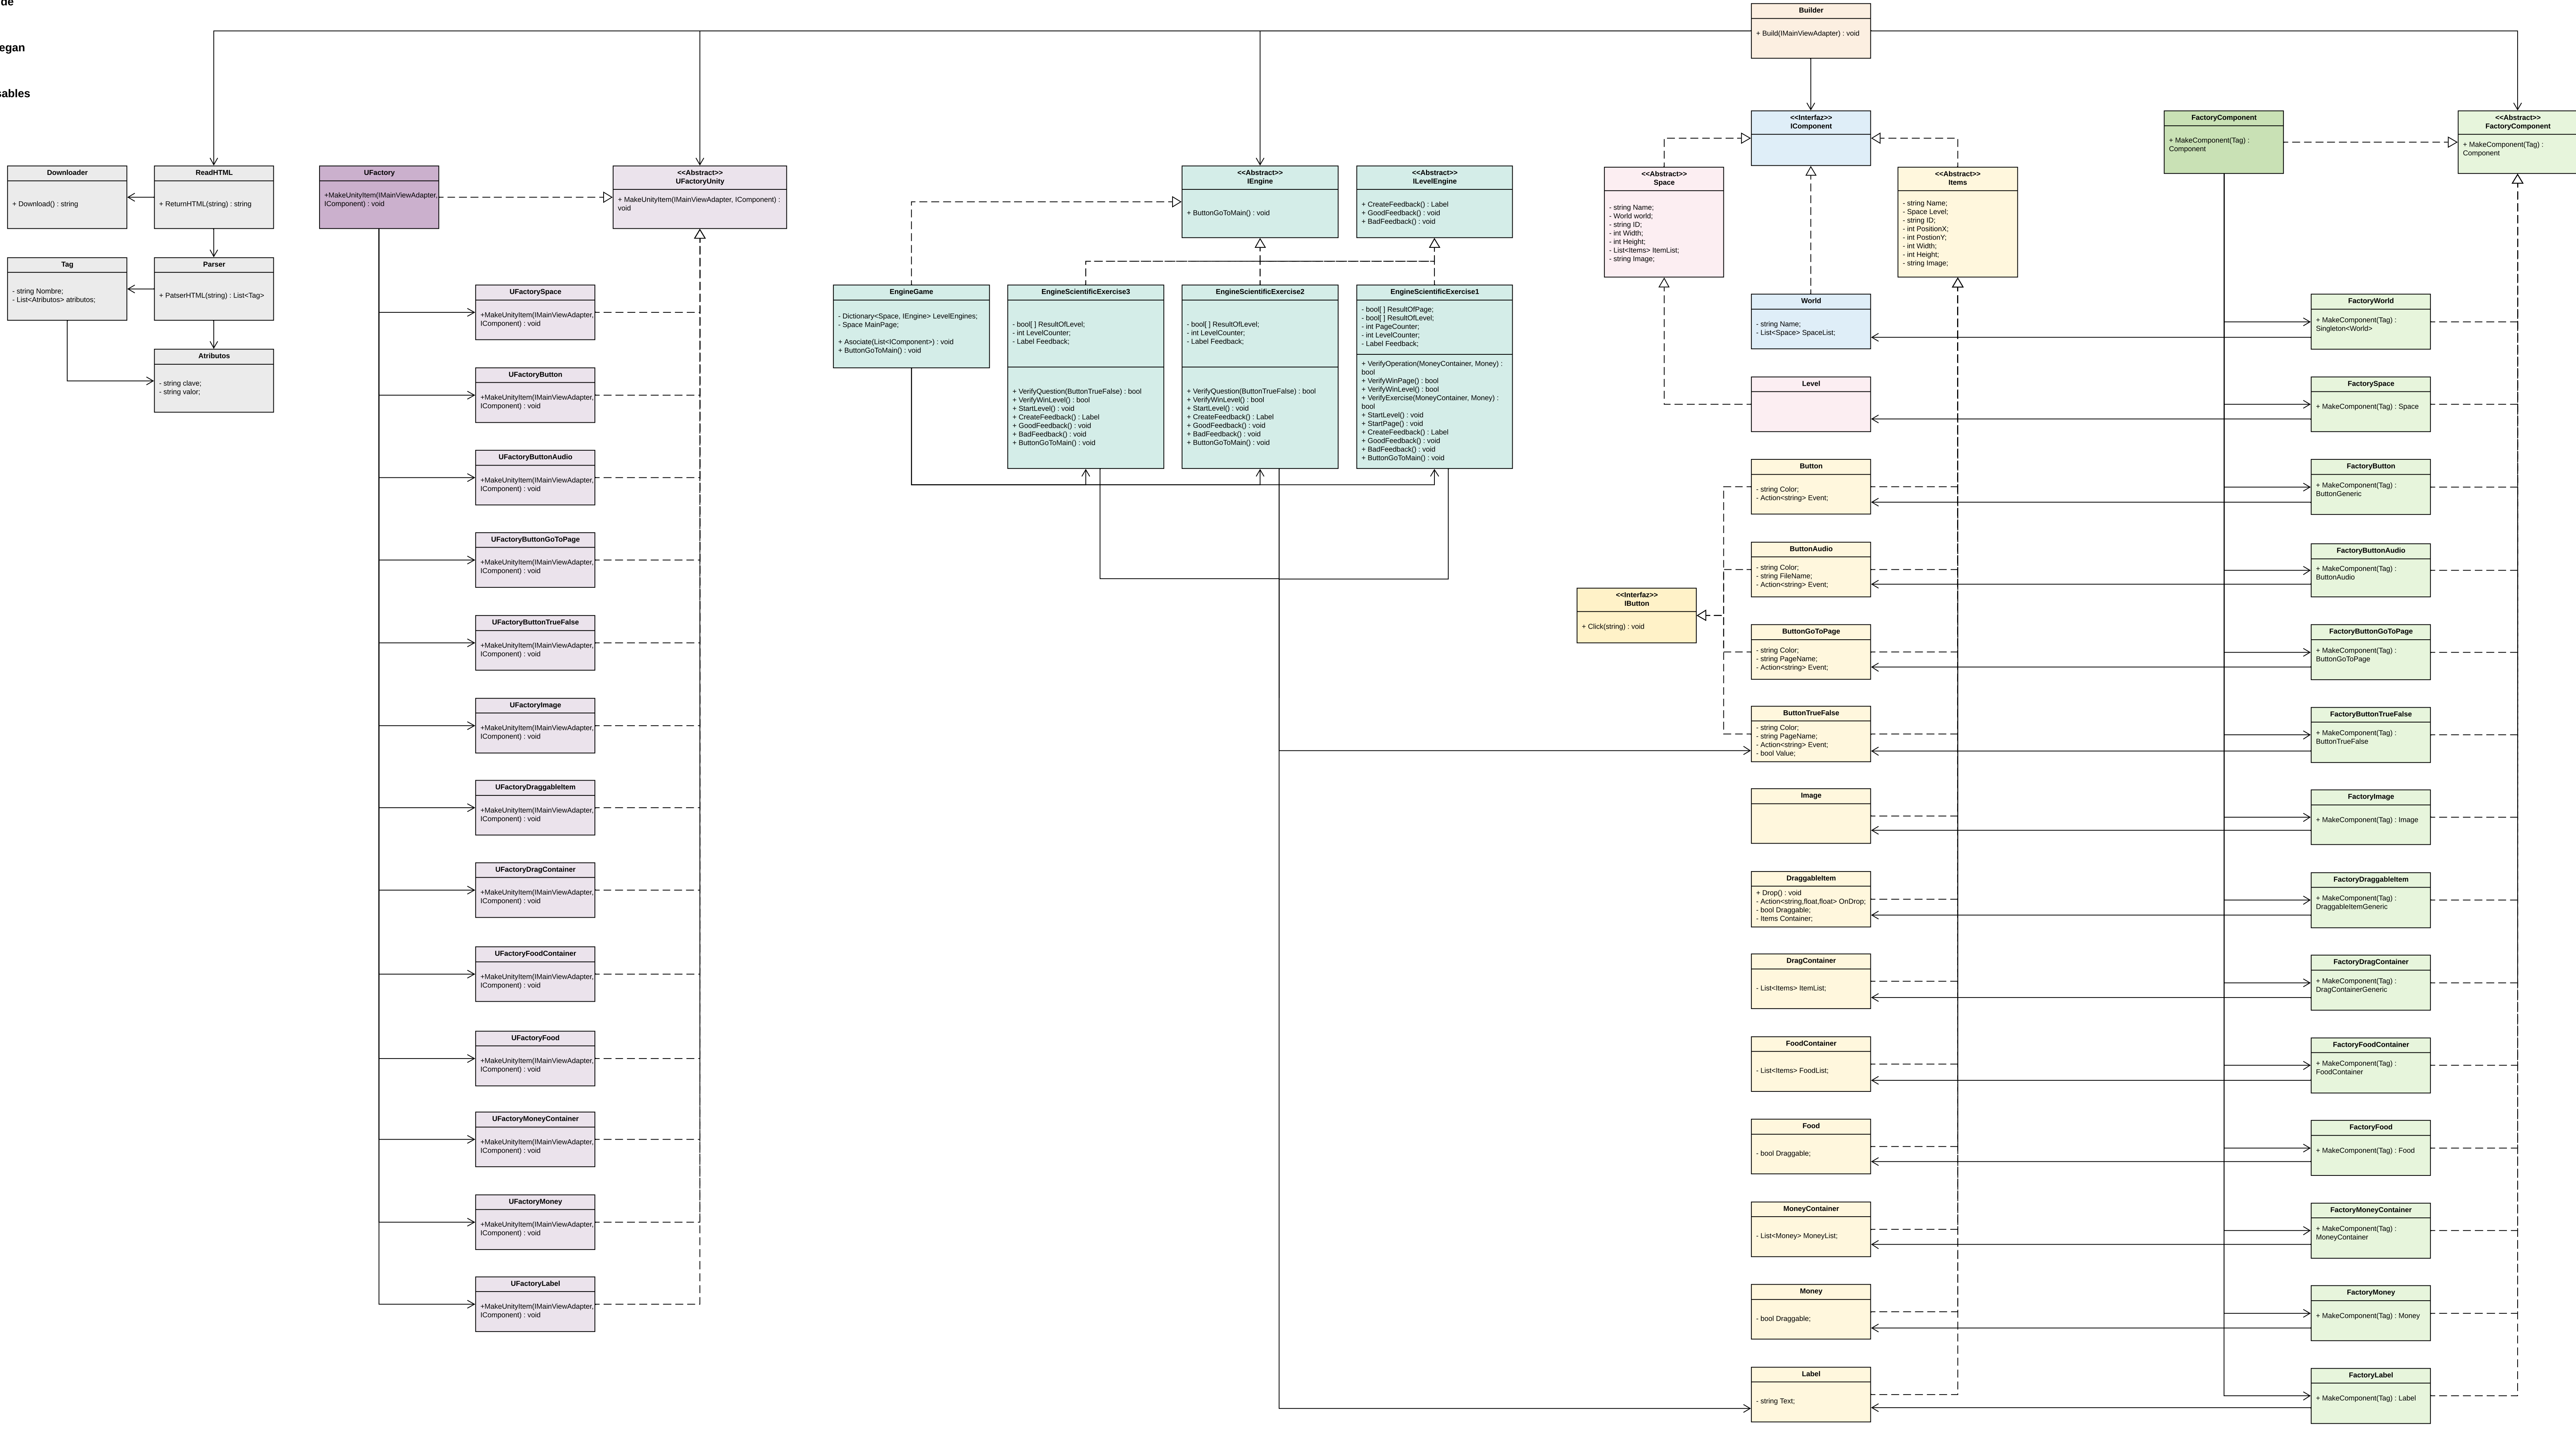 de
egan
sables
Builder
+ Build(IMainViewAdapter) : void
Downloader
+ Download() : string
ReadHTML
+ ReturnHTML(string) : string
Tag
- string Nombre;
- List<Atributos> atributos;
Parser
+ PatserHTML(string) : List<Tag>
Atributos
- string clave;
- string valor;
UFactory
+MakeUnityItem(IMainViewAdapter,
IComponent) : void
<<Abstract>>
UFactoryUnity
+ MakeUnityItem(IMainViewAdapter, IComponent) :
void
UFactorySpace
+MakeUnityItem(IMainViewAdapter,
IComponent) : void
UFactoryButton
+MakeUnityItem(IMainViewAdapter,
IComponent) : void
UFactoryButtonAudio
+MakeUnityItem(IMainViewAdapter,
IComponent) : void
UFactoryButtonGoToPage
+MakeUnityItem(IMainViewAdapter,
IComponent) : void
UFactoryButtonTrueFalse
+MakeUnityItem(IMainViewAdapter,
IComponent) : void
UFactoryImage
+MakeUnityItem(IMainViewAdapter,
IComponent) : void
UFactoryDraggableItem
+MakeUnityItem(IMainViewAdapter,
IComponent) : void
UFactoryDragContainer
+MakeUnityItem(IMainViewAdapter,
IComponent) : void
UFactoryFoodContainer
+MakeUnityItem(IMainViewAdapter,
IComponent) : void
UFactoryFood
+MakeUnityItem(IMainViewAdapter,
IComponent) : void
UFactoryMoneyContainer
+MakeUnityItem(IMainViewAdapter,
IComponent) : void
UFactoryMoney
+MakeUnityItem(IMainViewAdapter,
IComponent) : void
UFactoryLabel
+MakeUnityItem(IMainViewAdapter,
IComponent) : void
<<Abstract>>
IEngine
+ ButtonGoToMain() : void
<<Abstract>>
ILevelEngine
+ CreateFeedback() : Label
+ GoodFeedback() : void
+ BadFeedback() : void
EngineGame
- Dictionary<Space, IEngine> LevelEngines;
- Space MainPage;
+ Asociate(List<IComponent>) : void
+ ButtonGoToMain() : void
EngineScientificExercise3
- bool[ ] ResultOfLevel;
- int LevelCounter;
- Label Feedback;
+ VerifyQuestion(ButtonTrueFalse) : bool
+ VerifyWinLevel() : bool
+ StartLevel() : void
+ CreateFeedback() : Label
+ GoodFeedback() : void
+ BadFeedback() : void
+ ButtonGoToMain() : void
EngineScientificExercise2
- bool[ ] ResultOfLevel;
- int LevelCounter;
- Label Feedback;
+ VerifyQuestion(ButtonTrueFalse) : bool
+ VerifyWinLevel() : bool
+ StartLevel() : void
+ CreateFeedback() : Label
+ GoodFeedback() : void
+ BadFeedback() : void
+ ButtonGoToMain() : void
EngineScientificExercise1
- bool[ ] ResultOfPage;
- bool[ ] ResultOfLevel;
- int PageCounter;
- int LevelCounter;
- Label Feedback;
+ VerifyOperation(MoneyContainer, Money) :
bool
+ VerifyWinPage() : bool
+ VerifyWinLevel() : bool
+ VerifyExercise(MoneyContainer, Money) :
bool
+ StartLevel() : void
+ StartPage() : void
+ CreateFeedback() : Label
+ GoodFeedback() : void
+ BadFeedback() : void
+ ButtonGoToMain() : void
<<Interfaz>>
IComponent
<<Abstract>>
Space
- string Name;
- World world;
- string ID;
- int Width;
- int Height;
- List<Items> ItemList;
- string Image;
<<Abstract>>
Items
- string Name;
- Space Level;
- string ID;
- int PositionX;
- int PostionY;
- int Width;
- int Height;
- string Image;
World
- string Name;
- List<Space> SpaceList;
Level
Button
- string Color;
- Action<string> Event;
ButtonAudio
- string Color;
- string FileName;
- Action<string> Event;
<<Interfaz>>
IButton
+ Click(string) : void
ButtonGoToPage
- string Color;
- string PageName;
- Action<string> Event;
ButtonTrueFalse
- string Color;
- string PageName;
- Action<string> Event;
- bool Value;
Image
DraggableItem
+ Drop() : void
- Action<string,float,float> OnDrop;
- bool Draggable;
- Items Container;
DragContainer
- List<Items> ItemList;
FoodContainer
- List<Items> FoodList;
Food
- bool Draggable;
MoneyContainer
- List<Money> MoneyList;
Money
- bool Draggable;
Label
- string Text;
FactoryComponent
+ MakeComponent(Tag) :
Component
<<Abstract>>
FactoryComponent
+ MakeComponent(Tag) :
Component
FactoryWorld
+ MakeComponent(Tag) :
Singleton<World>
FactorySpace
+ MakeComponent(Tag) : Space
FactoryButton
+ MakeComponent(Tag) :
ButtonGeneric
FactoryButtonAudio
+ MakeComponent(Tag) :
ButtonAudio
FactoryButtonGoToPage
+ MakeComponent(Tag) :
ButtonGoToPage
FactoryButtonTrueFalse
+ MakeComponent(Tag) :
ButtonTrueFalse
FactoryImage
+ MakeComponent(Tag) : Image
FactoryDraggableItem
+ MakeComponent(Tag) :
DraggableItemGeneric
FactoryDragContainer
+ MakeComponent(Tag) :
DragContainerGeneric
FactoryFoodContainer
+ MakeComponent(Tag) :
FoodContainer
FactoryFood
+ MakeComponent(Tag) : Food
FactoryMoneyContainer
+ MakeComponent(Tag) :
MoneyContainer
FactoryMoney
+ MakeComponent(Tag) : Money
FactoryLabel
+ MakeComponent(Tag) : Label